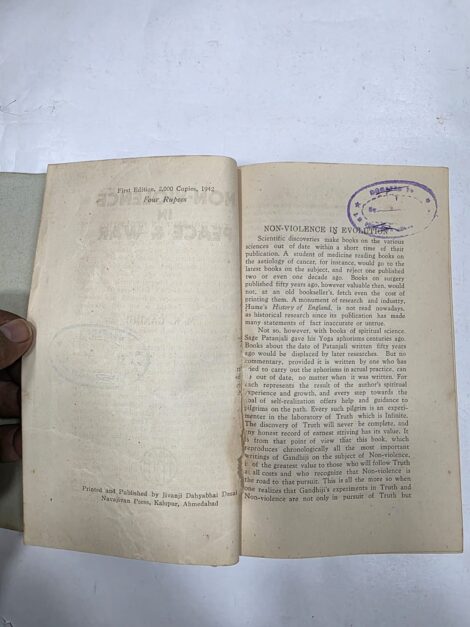 First Edition, 2,000 Copies, 1942
Four Rupees
Printed and Published by Jivanji Dahyabhai Desai
Navajivan Press, Kalupur, Ahmedabad
NON-VIOLENCE IN EVOLUTION
Scientific discoveries make books on the various
sciences out of date within a short time of their
publication. A student of medicine reading books on
the aetiology of cancer, for instance, would go to the
latest books on the subject, and reject one published
two or even one decade ago. Books on surgery
published fifty years ago, however valuable then, would
not, at an old bookseller's, fetch even the cost of
printing them. A monument of research and industry,
Hume's History of England, is not read nowadays,
as historical research since its publication has made
many statements of fact inaccurate or untrue.
Not so, however, with books of spiritual science.
Sage Patanjali gave his Yoga aphorisms centuries ago.
Books about the date of Patanjali written fifty years
ago would be displaced by later researches. But no
commentary, provided it is written by one who has
ried to carry out the aphorisms in actual practice, can
out of date, no matter when it was written. For
each represents the result of the author's spiritual
xperience and growth, and every step towards the
oal of self-realization offers help and guidance to
pilgrims on the path. Every such pilgrim is an experi-
menter in the laboratory of Truth which is Infinite.
The discovery of Truth will never be complete, and
ny honest record of earnest striving has its value. It
from that point of view that this book, which
reproduces chronologically all the most important
writings of Gandhiji on the subject of Non-violence,
of the greatest value to those who will follow Truth
at all costs and who recognise that Non-violence is
the road to that pursuit. This is all the more so when
one realizes that Gandhiji's experiments in Truth and
Non-violence are not only in pursuit of Truth but